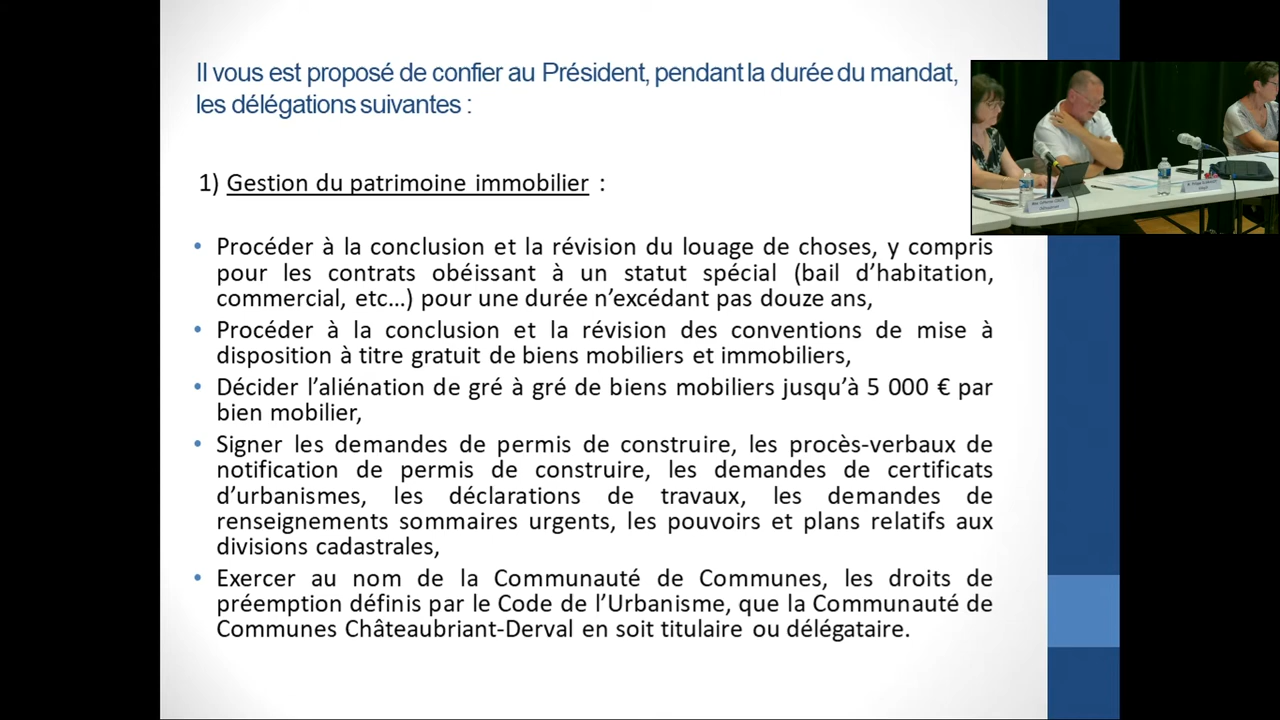 Il vous est proposé de confier au Président, pendant la durée du mandat,
les délégations suivantes :
1) Gestion du patrimoine immobilier :
• Procéder à la conclusion et la révision du louage de choses, y compris
pour les contrats obéissant à un statut spécial (bail d’habitation,
commercial, etc…) pour une durée n’excédant pas douze ans,
• Procéder à la conclusion et la révision des conventions de mise à
disposition à titre gratuit de biens mobiliers et immobiliers,
• Décider l’aliénation de gré à gré de biens mobiliers jusqu’à 5 000 € par
bien mobilier,
• Signer les demandes de permis de construire, les procès-verbaux de
notification de permis de construire, les demandes de certificats
d’urbanismes, les déclarations de travaux, les demandes de
renseignements sommaires urgents, les pouvoirs et plans relatifs aux
divisions cadastrales,
• Exercer au nom de la Communauté de Communes, les droits de
préemption définis par le Code de l’Urbanisme, que la Communauté de
Communes Châteaubriant-Derval en soit titulaire ou délégataire.